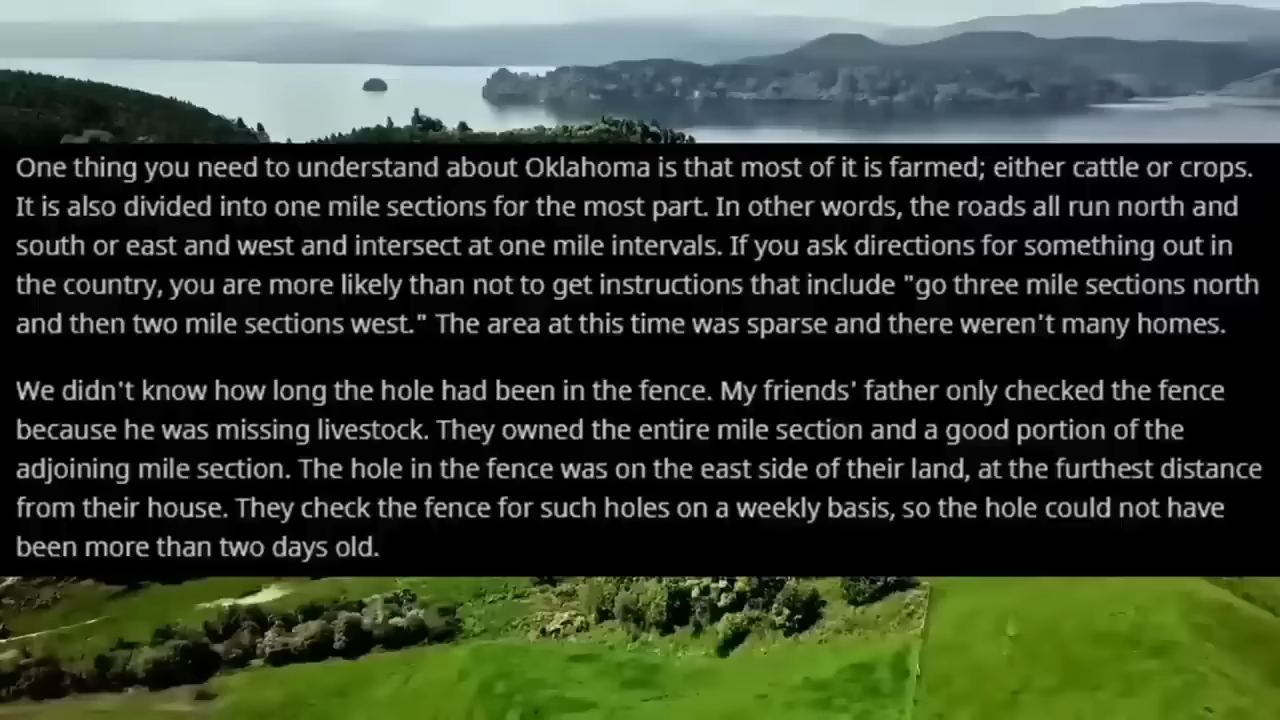 One thing you need to understand about Oklahoma is that most of it is farmed; either cattle or crops.
It is also divided into one mile sections for the most part. In other words, the roads all run north and
south or east and west and intersect at one mile intervals. If you ask directions for something out in
the country, you are more likely than not to get instructions that include "go three mile sections north
and then two mile sections west." The area at this time was sparse and there weren't many homes.
We didn't know how long the hole had been in the fence. My friends' father only checked the fence
because he was missing livestock. They owned the entire mile section and a good portion of the
adjoining mile section. The hole in the fence was on the east side of their land, at the furthest distance
from their house. They check the fence for such holes on a weekly basis, so the hole could not have
been more than two days old.